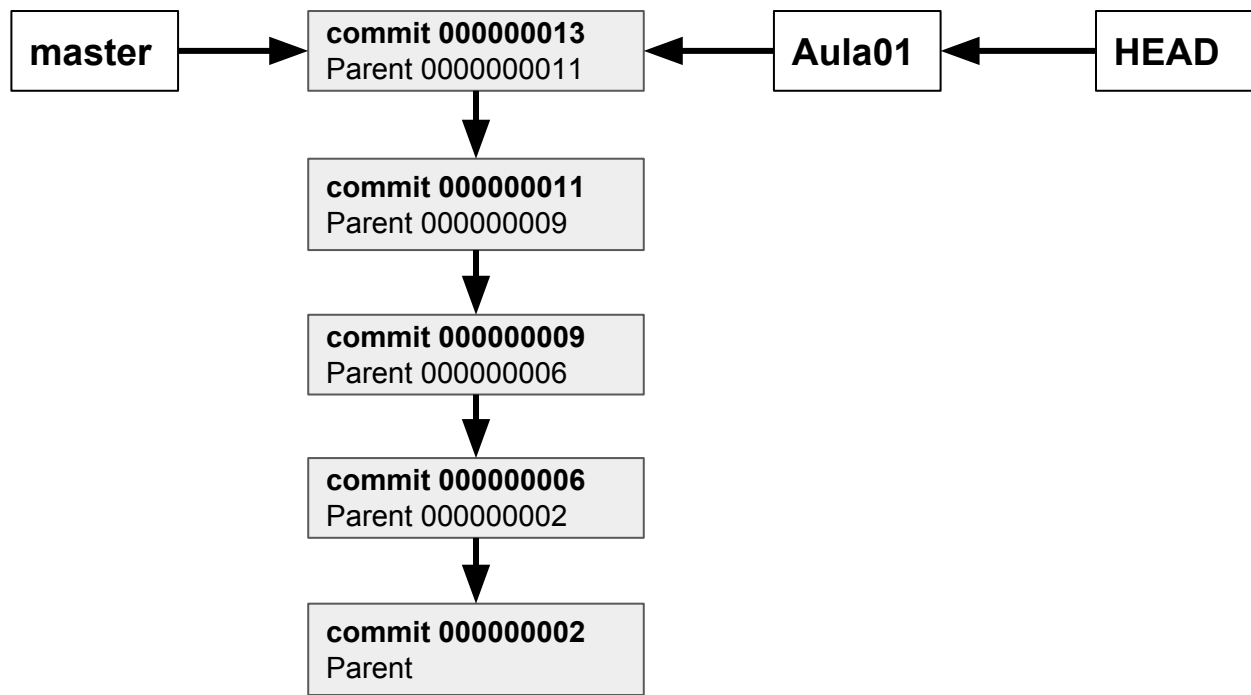 master
commit 000000013
Parent 0000000011
Aula01
HEAD
commit 000000011
Parent 000000009
commit 000000009
Parent 000000006
commit 000000006
Parent 000000002
commit 000000002
Parent